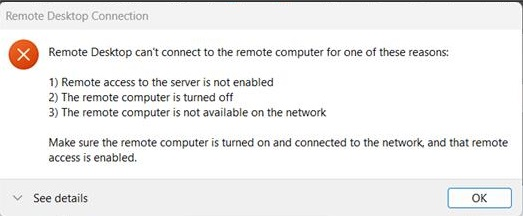 Remote Desktop Connection
Remote Desktop can't connect to the remote computer for one of these reasons:
1) Remote access to the server is not enabled
2) The remote computer is turned off
3) The remote computer is not available on the network
Make sure the remote computer is turned on and connected to the network, and that remote
access is enabled.
See details
OK